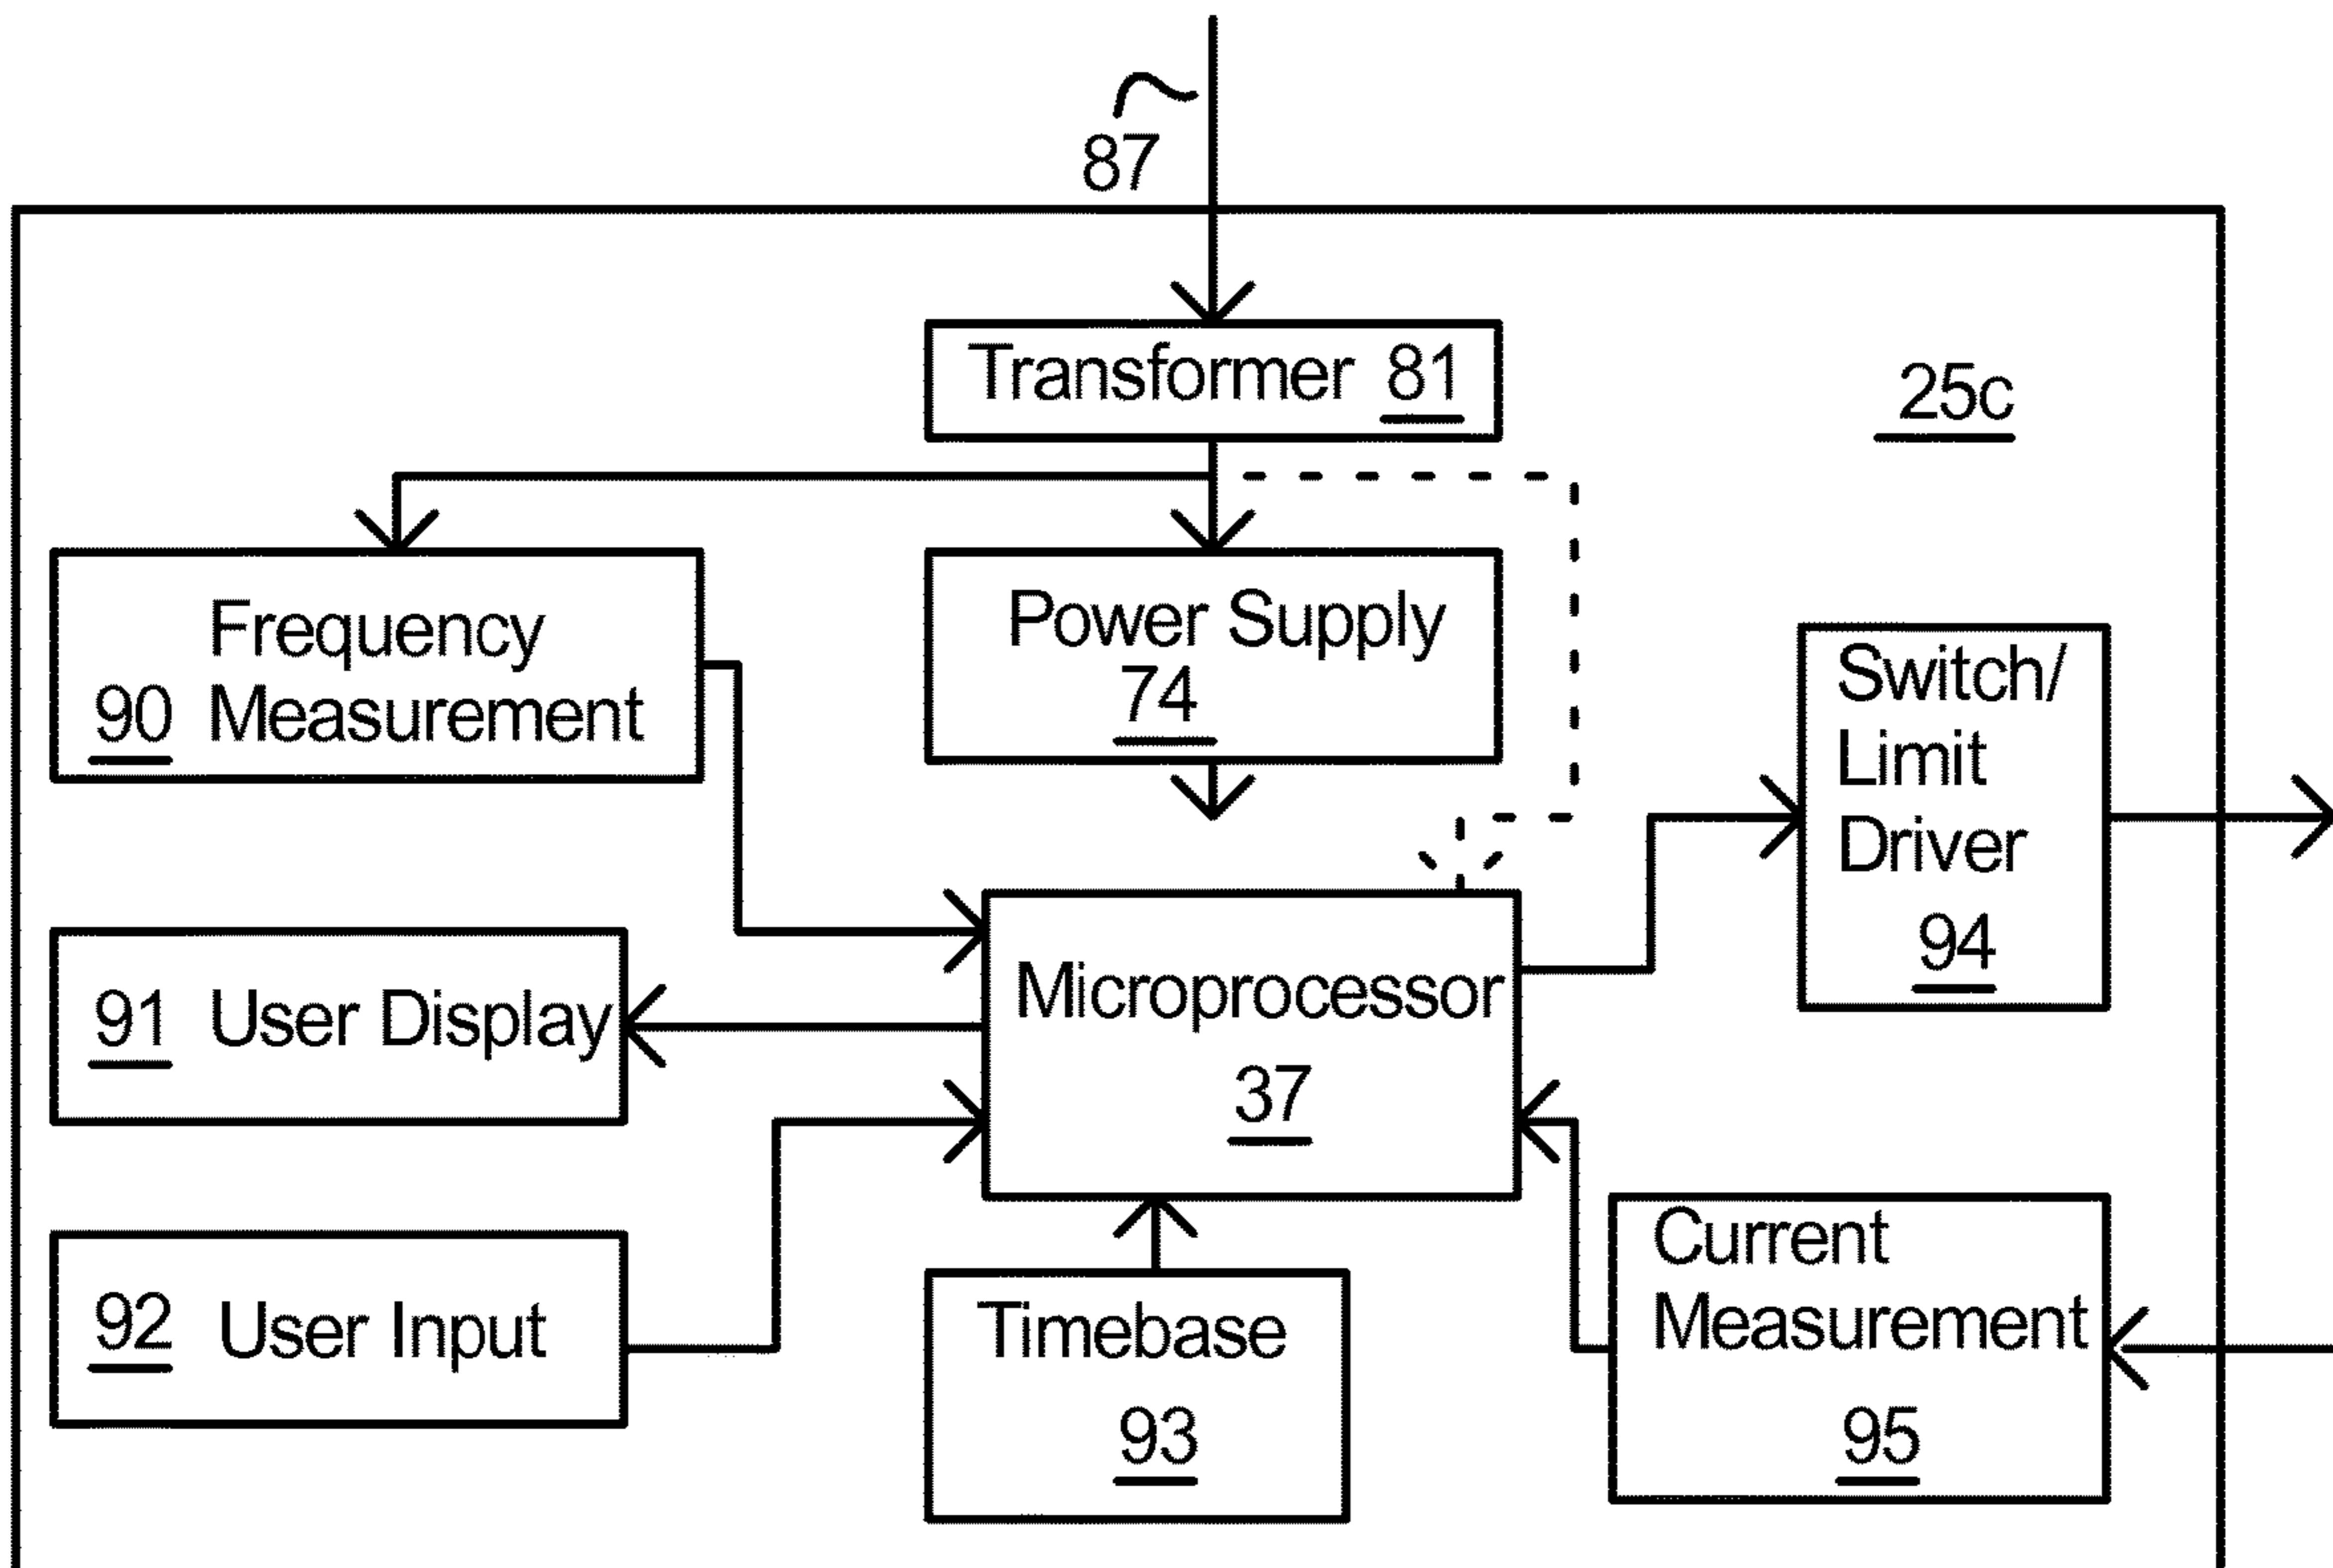 87
Transformer 81
25c
Frequency
90 Measurement
Power Supply
74
Switch/
Limit
Driver
94
91 User Display
Microprocessor
37
92 User Input
Timebase
93
Current
Measurement
95